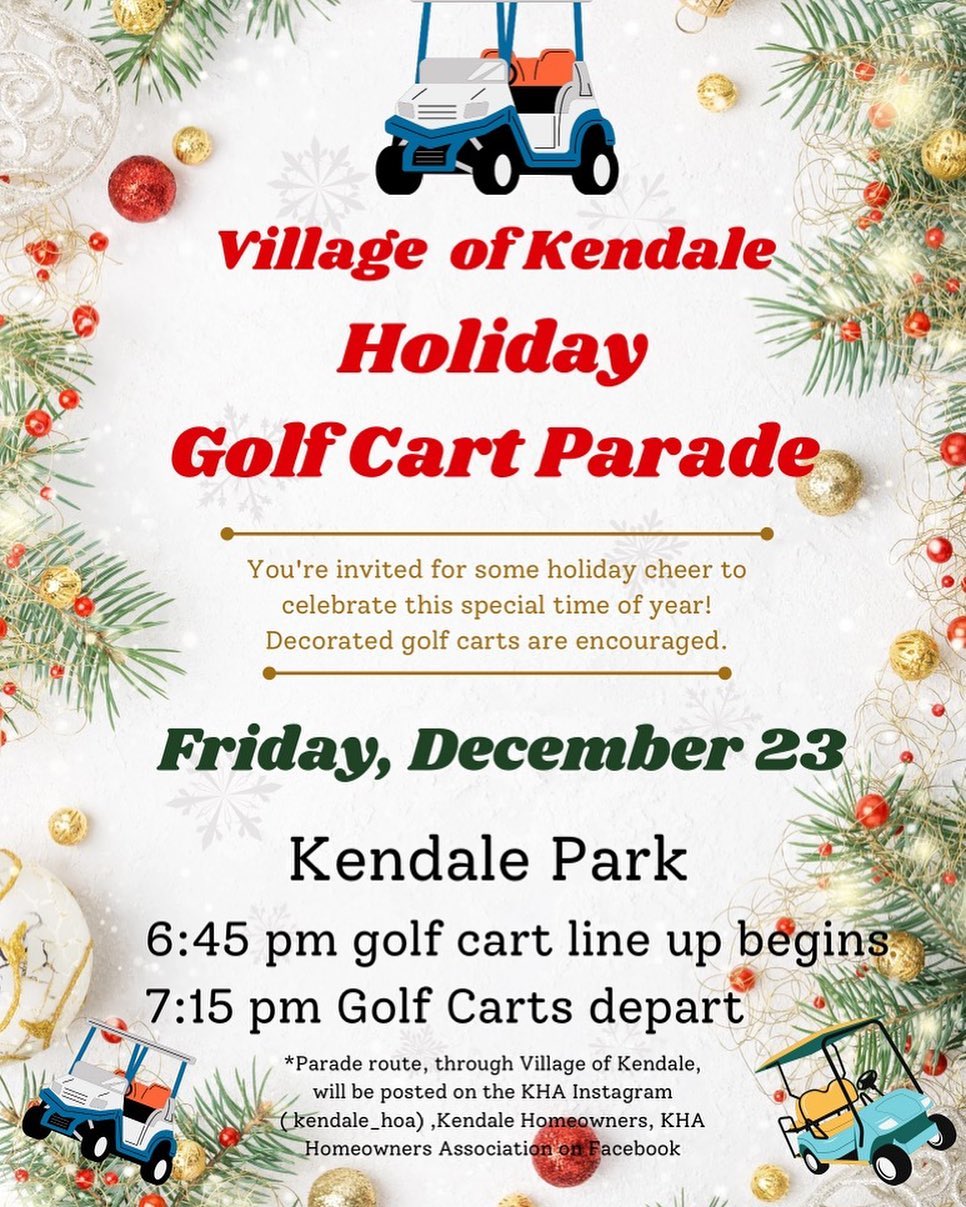 Village of Kendale
Holiday
Golf Cart Parade
You're invited for some holiday cheer to
celebrate this special time of year!
Decorated golf carts are encouraged.
Friday, December 23
Kendale Park
6:45 pm golf cart line up begins
7:15 pm Golf Carts depart
*Parade route, through Village of Kendale,
will be posted on the KHA Instagram
( kendale_hoa) ,Kendale Homeowners, KHA
Homeowners Association on Facebook